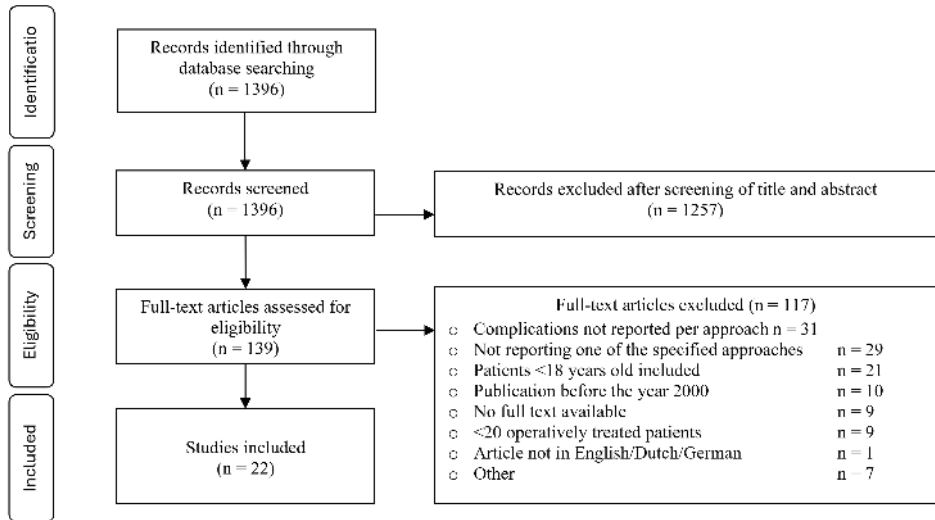 Identificatio
Records identified through
database searching
(n = 1396)
Screening
Records screened
(n = 1396)
Records excluded after screening of title and abstract
(n = 1257)
Eligibility
Full-text articles assessed for
eligibility
(n = 139)
Full-text articles excluded (n = 117)
o Complications not reported per approach n = 31
o Not reporting one of the specified approaches n = 29
o Patients <18 years old included n = 21
o Publication before the year 2000 n = 10
o No full text available n = 9
o <20 operatively treated patients n = 9
o Article not in English/Dutch/German n = 1
o Other n = 7
Included
Studies included
(n = 22)